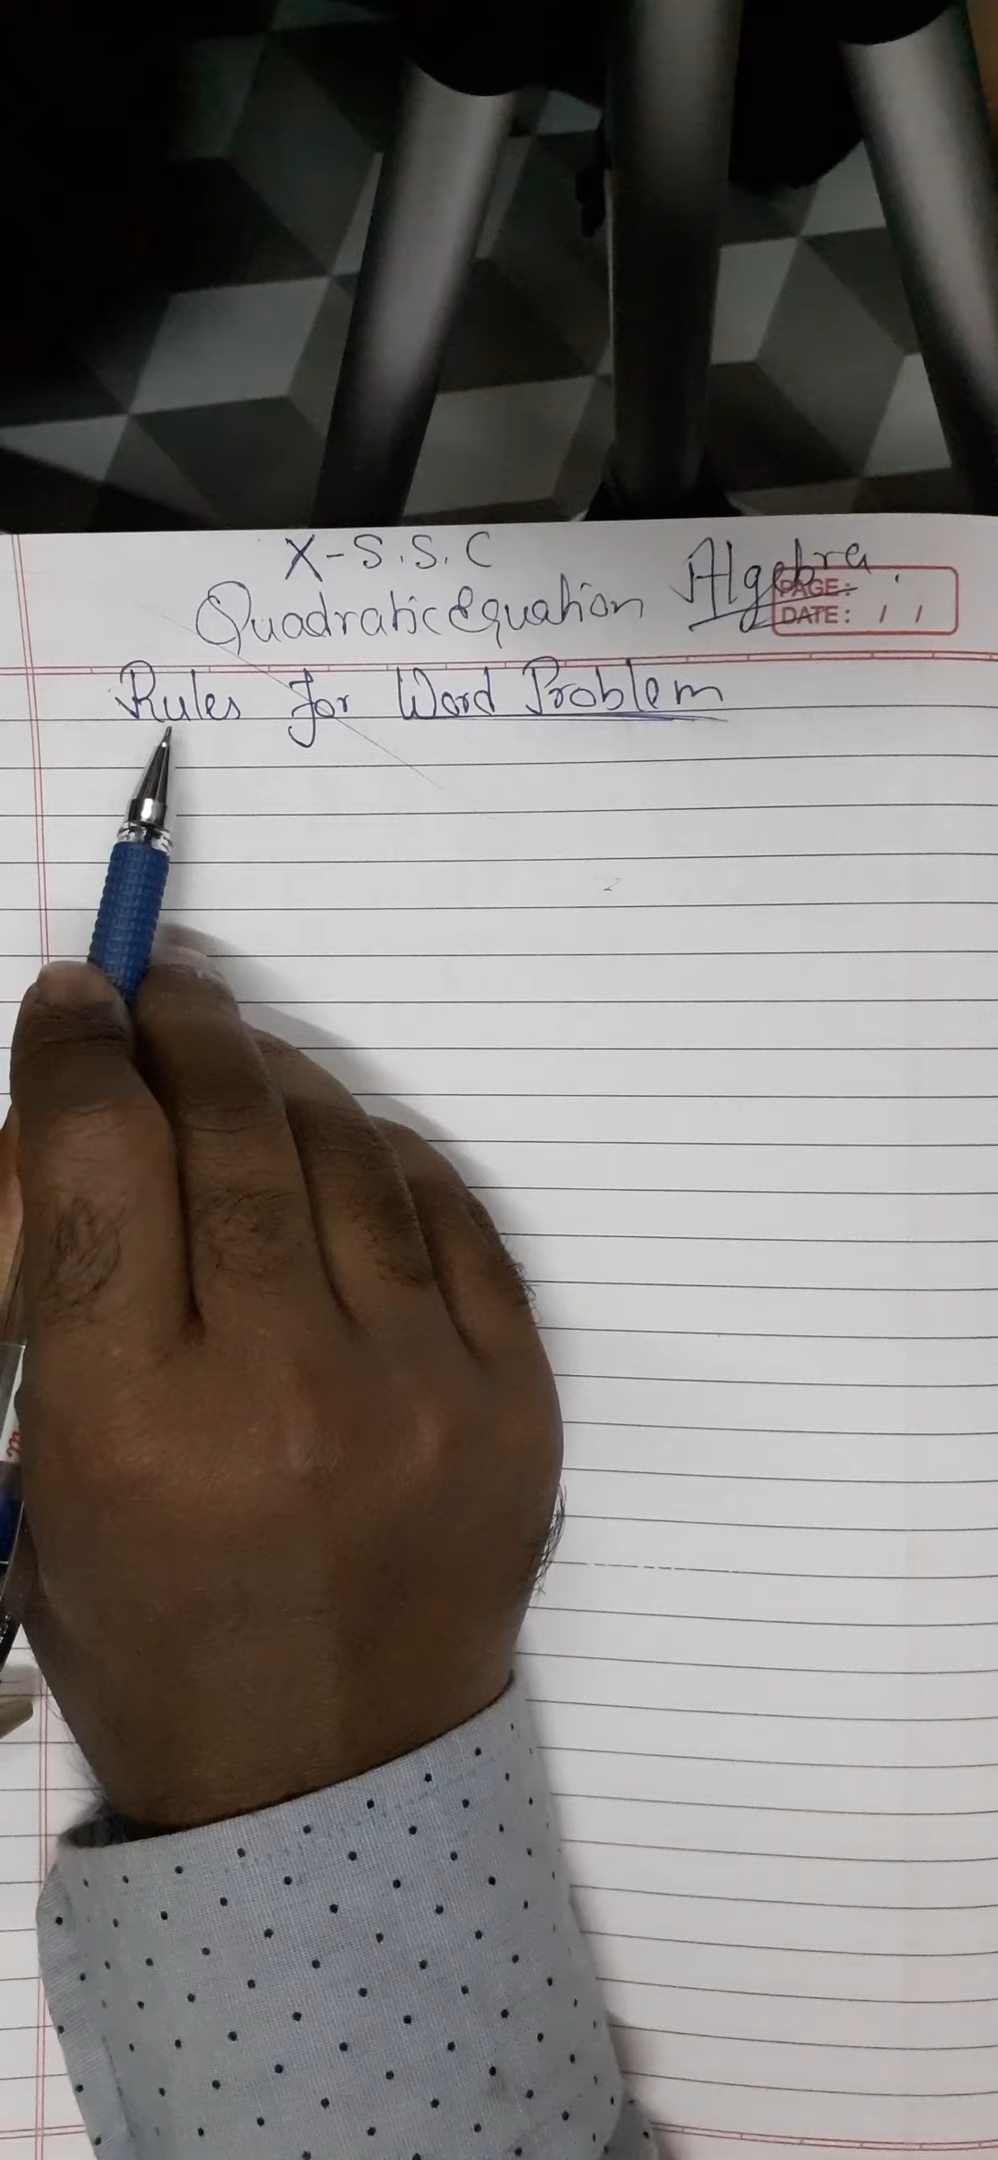 X-S.S.C
Quadratic Equation Algebra
PAGE:
DATE: / /
Rules for Word Problem